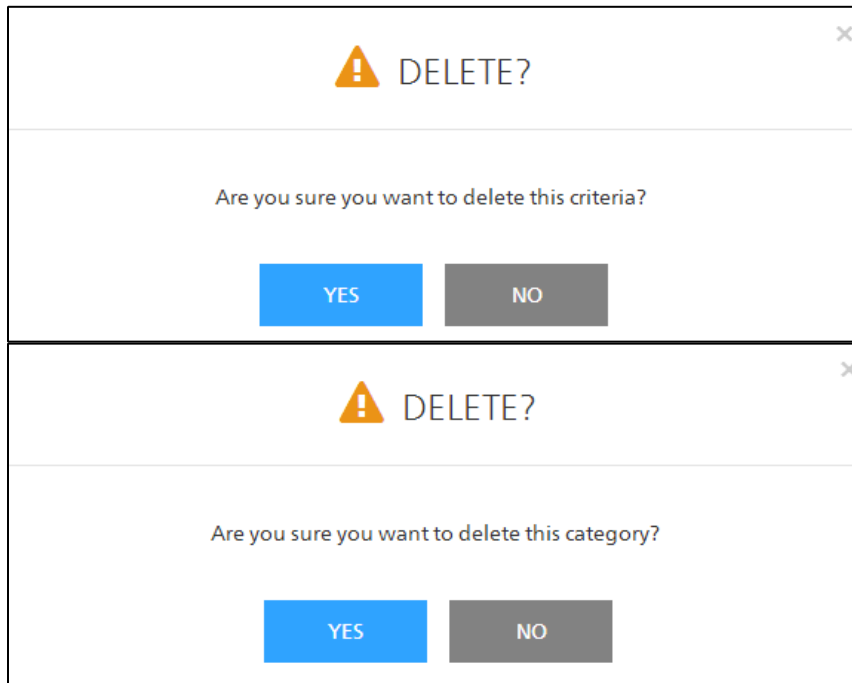 DELETE?
Are you sure you want to delete this criteria?
YES NO
DELETE?
Are you sure you want to delete this category?
YES NO